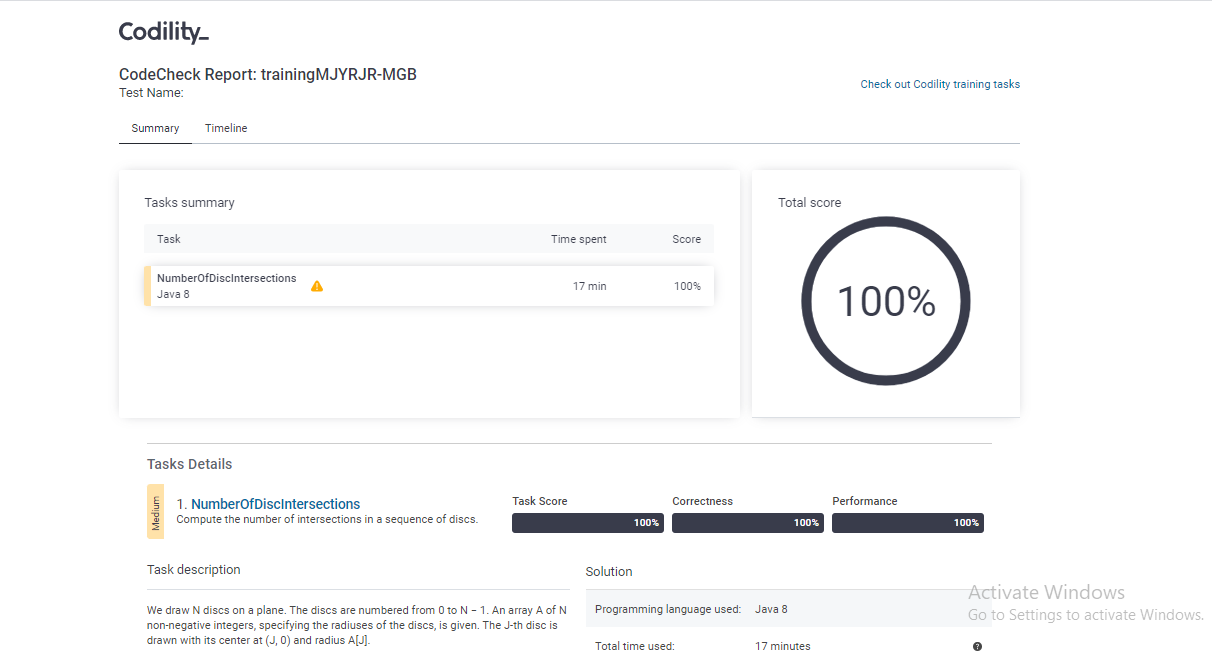 Codility_
CodeCheck Report: trainingMJYRJR-MGB
Test Name:
Check out Codility training tasks
Summary Timeline
Tasks summary
Task Time spent Score
NumberOfDiscIntersections
Java 8
17 min 100%
Total score
100%
Tasks Details
Medium
1. NumberOfDiscIntersections
Compute the number of intersections in a sequence of discs.
Task Score Correctness Performance
100% 100% 100%
Task description
We draw N discs on a plane. The discs are numbered from 0 to N − 1. An array A of N
non-negative integers, specifying the radiuses of the discs, is given. The J-th disc is
drawn with its center at (J, 0) and radius A[J].
Solution
Programming language used: Java 8
Total time used: 17 minutes
?
Activate Windows
Go to Settings to activate Windows.